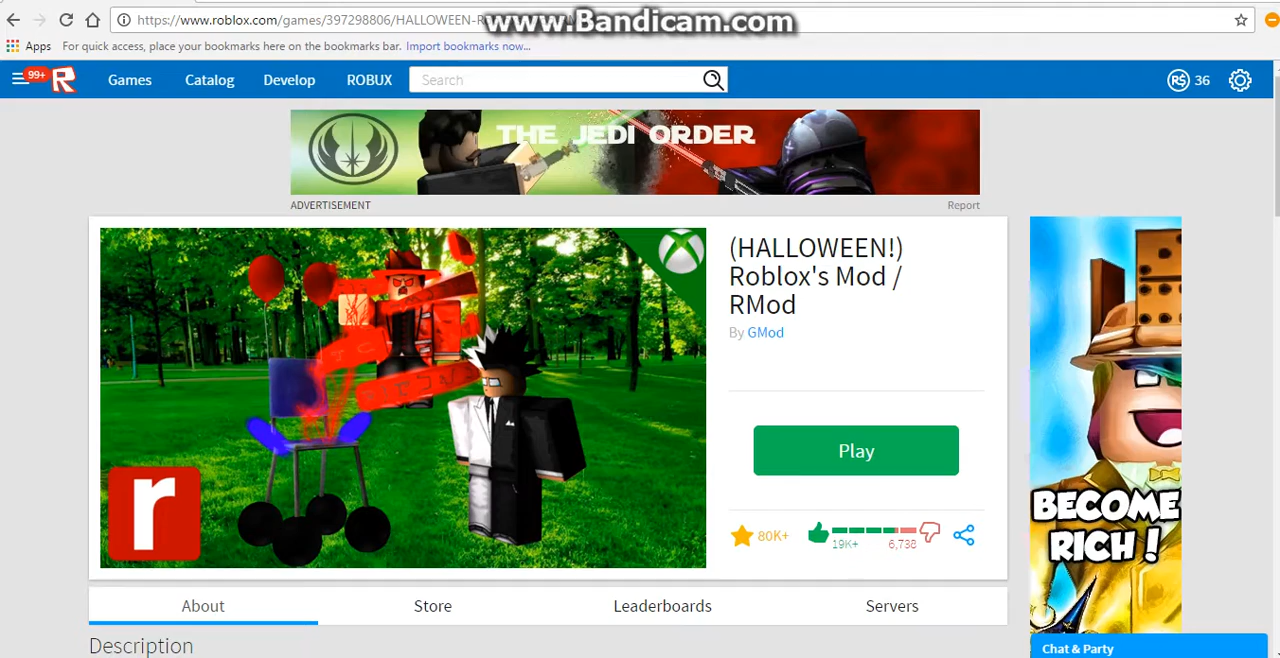 https://www.roblox.com/games/397298806/HALLOWEEN-R
www.Bandicam.com
Apps For quick access, place your bookmarks here on the bookmarks bar. Import bookmarks now...
99+ R Games Catalog Develop ROBUX Search R$ 36
THE JEDI ORDER
ADVERTISEMENT Report
(HALLOWEEN!)
Roblox's Mod /
RMod
By GMod
Play
r
80K+ 19K+ 6,738
BECOME
RICH!
About Store Leaderboards Servers
Description
Chat & Party